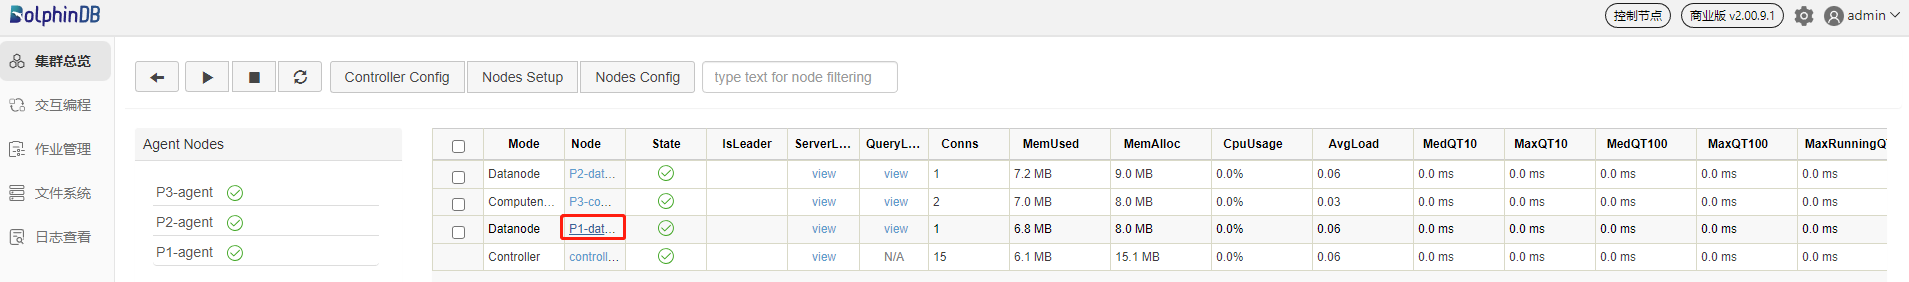 DolphinDB
控制节点 商业版 v2.00.9.1 admin
集群总览
交互编程
作业管理
文件系统
日志查看
Controller Config Nodes Setup Nodes Config type text for node filtering
Agent Nodes
P3-agent
P2-agent
P1-agent
Mode Node State IsLeader ServerL... QueryL... Conns MemUsed MemAlloc CpuUsage AvgLoad MedQT10 MaxQT10 MedQT100 MaxQT100 MaxRunningQ
Datanode P2-dat... view view 1 7.2 MB 9.0 MB 0.0% 0.06 0.0 ms 0.0 ms 0.0 ms 0.0 ms 0.0 ms
Computen... P3-co... view view 2 7.0 MB 8.0 MB 0.0% 0.03 0.0 ms 0.0 ms 0.0 ms 0.0 ms 0.0 ms
Datanode P1-dat... view view 1 6.8 MB 8.0 MB 0.0% 0.06 0.0 ms 0.0 ms 0.0 ms 0.0 ms 0.0 ms
Controller controll... view N/A 15 6.1 MB 15.1 MB 0.0% 0.06 0.0 ms 0.0 ms 0.0 ms 0.0 ms 0.0 ms